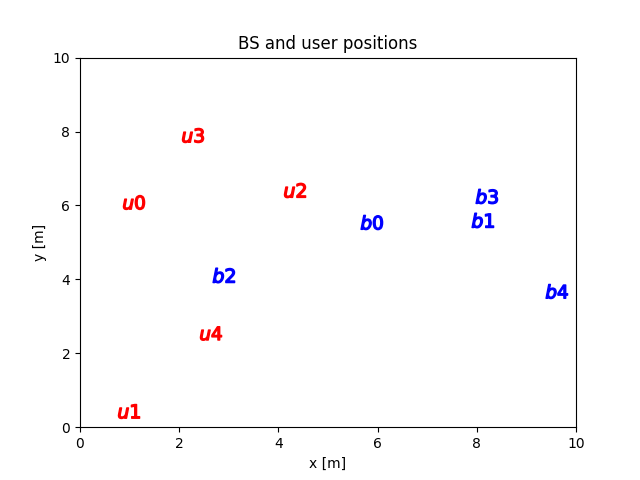 BS and user positions
10
8
6
4
2
0
y [m]
u3
u0
u2
b3
b0
b1
b2
b4
u4
u1
0 2 4 6 8 10
x [m]